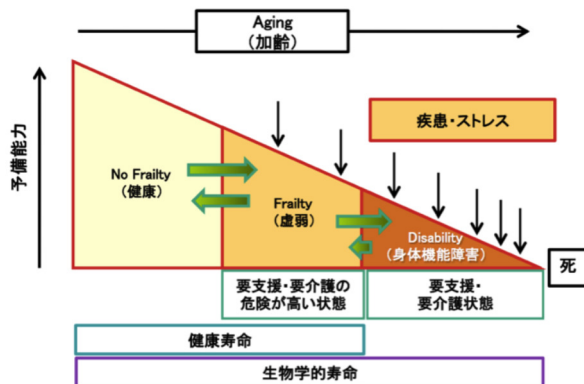 Aging
(加齢)
予備能力
疾患・ストレス
No Frailty
(健康)
Frailty
(虚弱)
Disability
(身体機能障害)
死
要支援・要介護の
危険が高い状態
要支援・
要介護状態
健康寿命
生物学的寿命